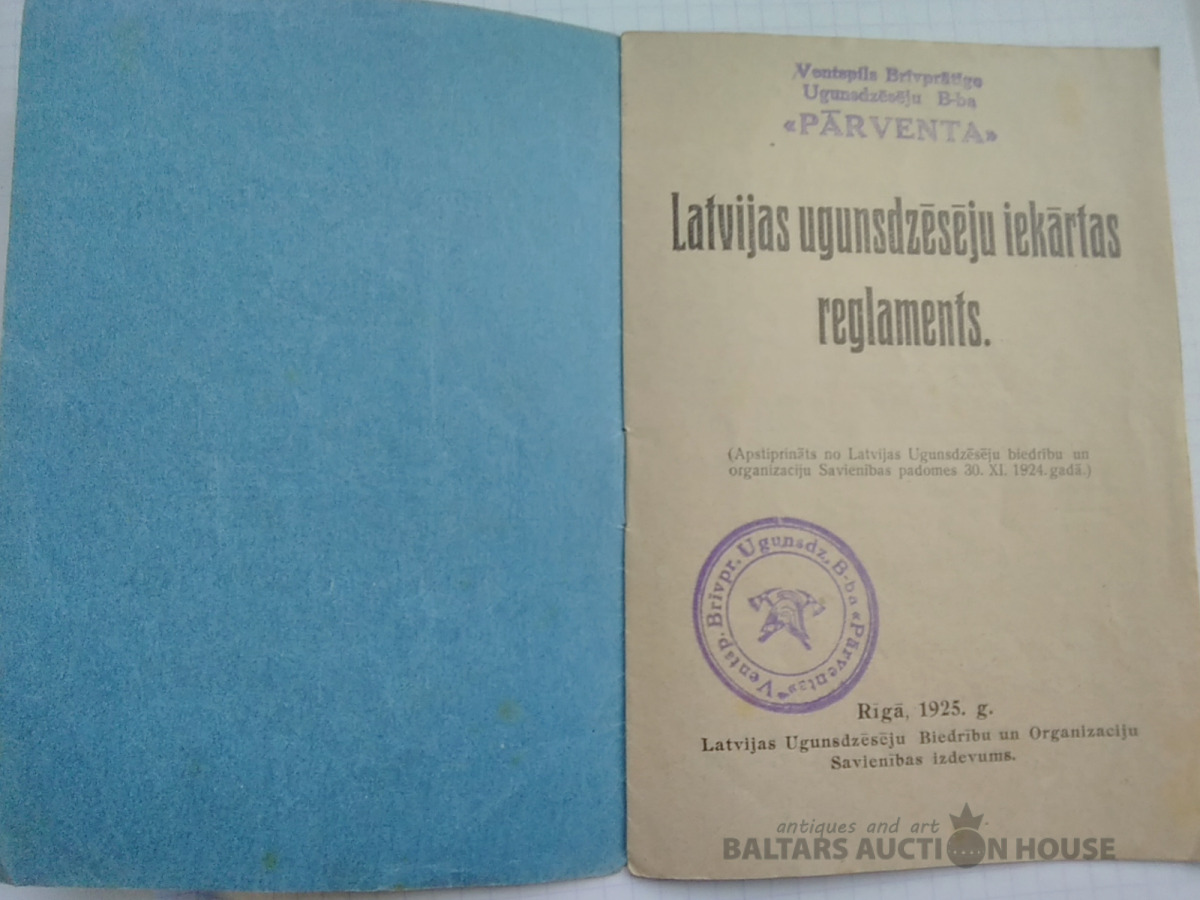 Ventspils Brīvprātīgo
Ugunsdzēsēju B-ba
«PĀRVENTA»
Latvijas ugunsdzēsēju iekārtas
reglaments.
(Apstiprināts no Latvijas Ugunsdzēsēju biedrību un
organizaciju Savienības padomes 30. XI. 1924. gadā.)
Ventsp. Brīvpr. Ugunsdz. B-ba «Pārventa»
Rīgā, 1925. g.
Latvijas Ugunsdzēsēju Biedrību un Organizaciju
Savienības izdevums.
antiques and art
BALTARS AUCTION HOUSE